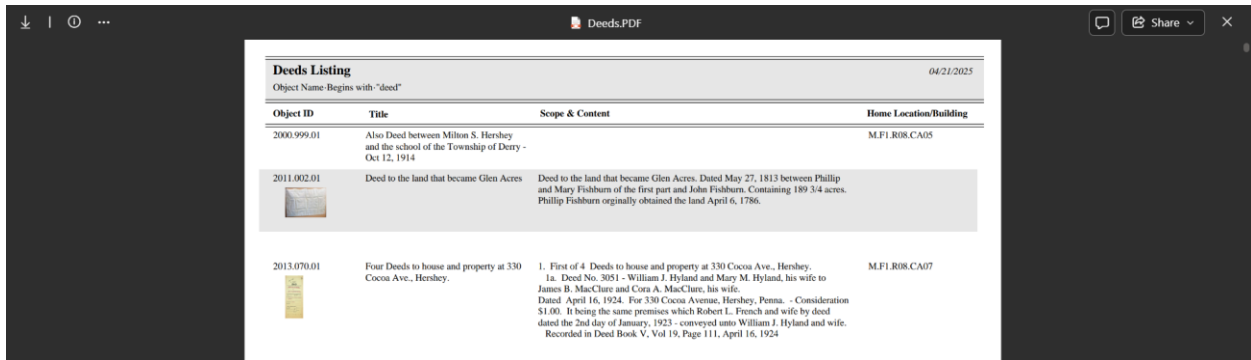 Deeds.PDF
Share
Deeds Listing
04/21/2025
Object Name·Begins with·"deed"
Object ID Title Scope & Content Home Location/Building
2000.999.01 Also Deed between Milton S. Hershey M.F1.R08.CA05
and the school of the Township of Derry -
Oct 12, 1914
2011.002.01 Deed to the land that became Glen Acres Deed to the land that became Glen Acres. Dated May 27, 1813 between Phillip
and Mary Fishburn of the first part and John Fishburn. Containing 189 3/4 acres.
Phillip Fishburn orginally obtained the land April 6, 1786.
2013.070.01 Four Deeds to house and property at 330 1. First of 4 Deeds to house and property at 330 Cocoa Ave., Hershey. M.F1.R08.CA07
Cocoa Ave., Hershey. 1a. Deed No. 3051 - William J. Hyland and Mary M. Hyland, his wife to
James B. MacClure and Cora A. MacClure, his wife.
Dated April 16, 1924. For 330 Cocoa Avenue, Hershey, Penna. - Consideration
$1.00. It being the same premises which Robert L. French and wife by deed
dated the 2nd day of January, 1923 - conveyed unto William J. Hyland and wife.
Recorded in Deed Book V, Vol 19, Page 111, April 16, 1924